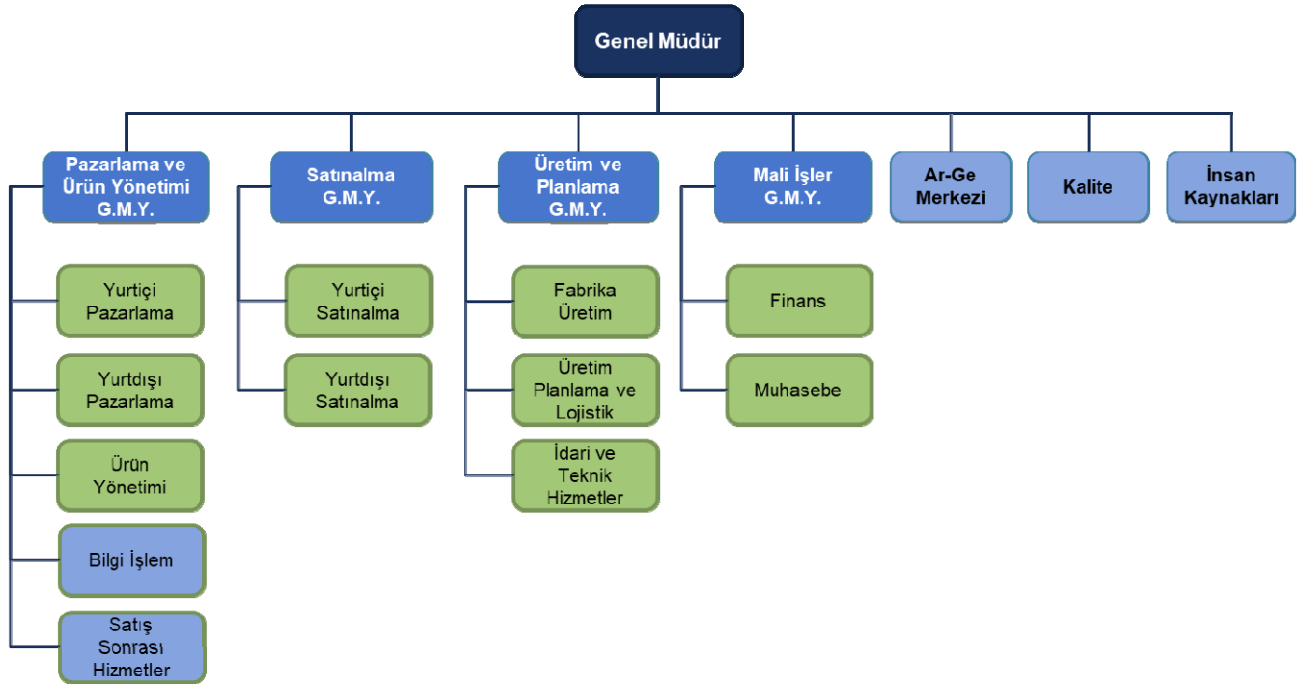 Genel Müdür
Pazarlama ve
Ürün Yönetimi
G.M.Y.
Satınalma
G.M.Y.
Üretim ve
Planlama
G.M.Y.
Mali İşler
G.M.Y.
Ar-Ge
Merkezi
Kalite
İnsan
Kaynakları
Yurtiçi
Pazarlama
Yurtdışı
Pazarlama
Ürün
Yönetimi
Bilgi İşlem
Satış
Sonrası
Hizmetler
Yurtiçi
Satınalma
Yurtdışı
Satınalma
Fabrika
Üretim
Üretim
Planlama ve
Lojistik
İdari ve
Teknik
Hizmetler
Finans
Muhasebe